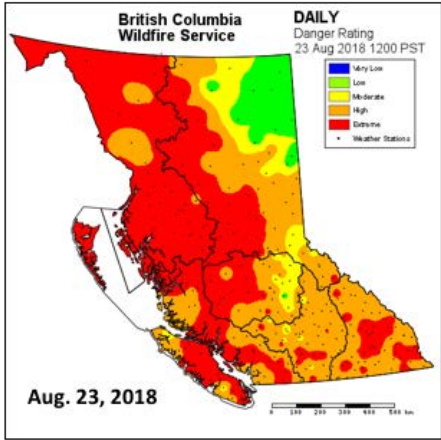 British Columbia
Wildfire Service
DAILY
Danger Rating
23 Aug 2018 1200 PST
Very Low
Low
Moderate
High
Extreme
Weather Stations
Aug. 23, 2018
0 100 200 300 400 500 km